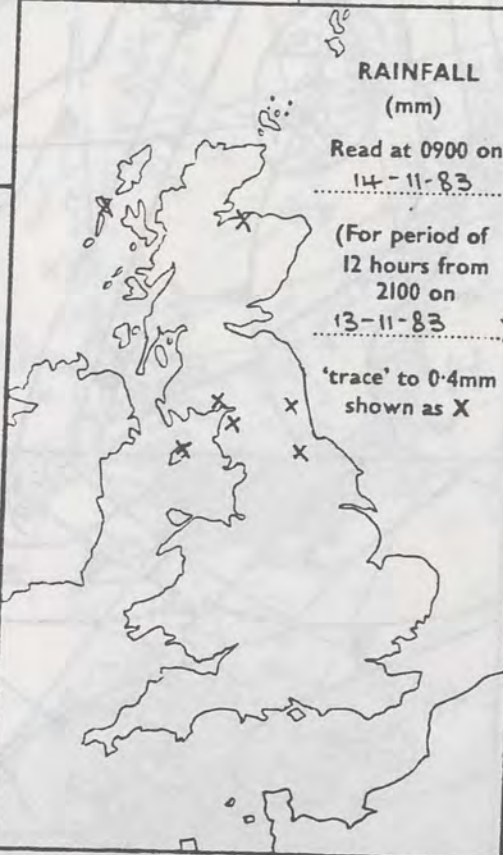 RAINFALL
(mm)
Read at 0900 on
14-11-83
(For period of
12 hours from
2100 on
13-11-83
'trace' to 0·4mm
shown as X
X
X
X
X
X
X
X